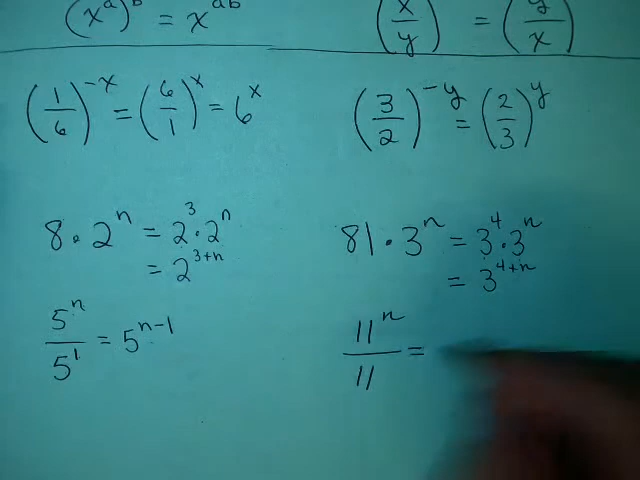 (x^a)^b = x^{ab}
(x/y) = (y/x)
(1/6)^{-x} = (6/1)^x = 6^x
(3/2)^{-y} = (2/3)^y
8 · 2^n = 2^3 · 2^n
= 2^{3+n}
81 · 3^n = 3^4 · 3^n
= 3^{4+n}
5^n/5^1 = 5^{n-1}
11^n/11 =